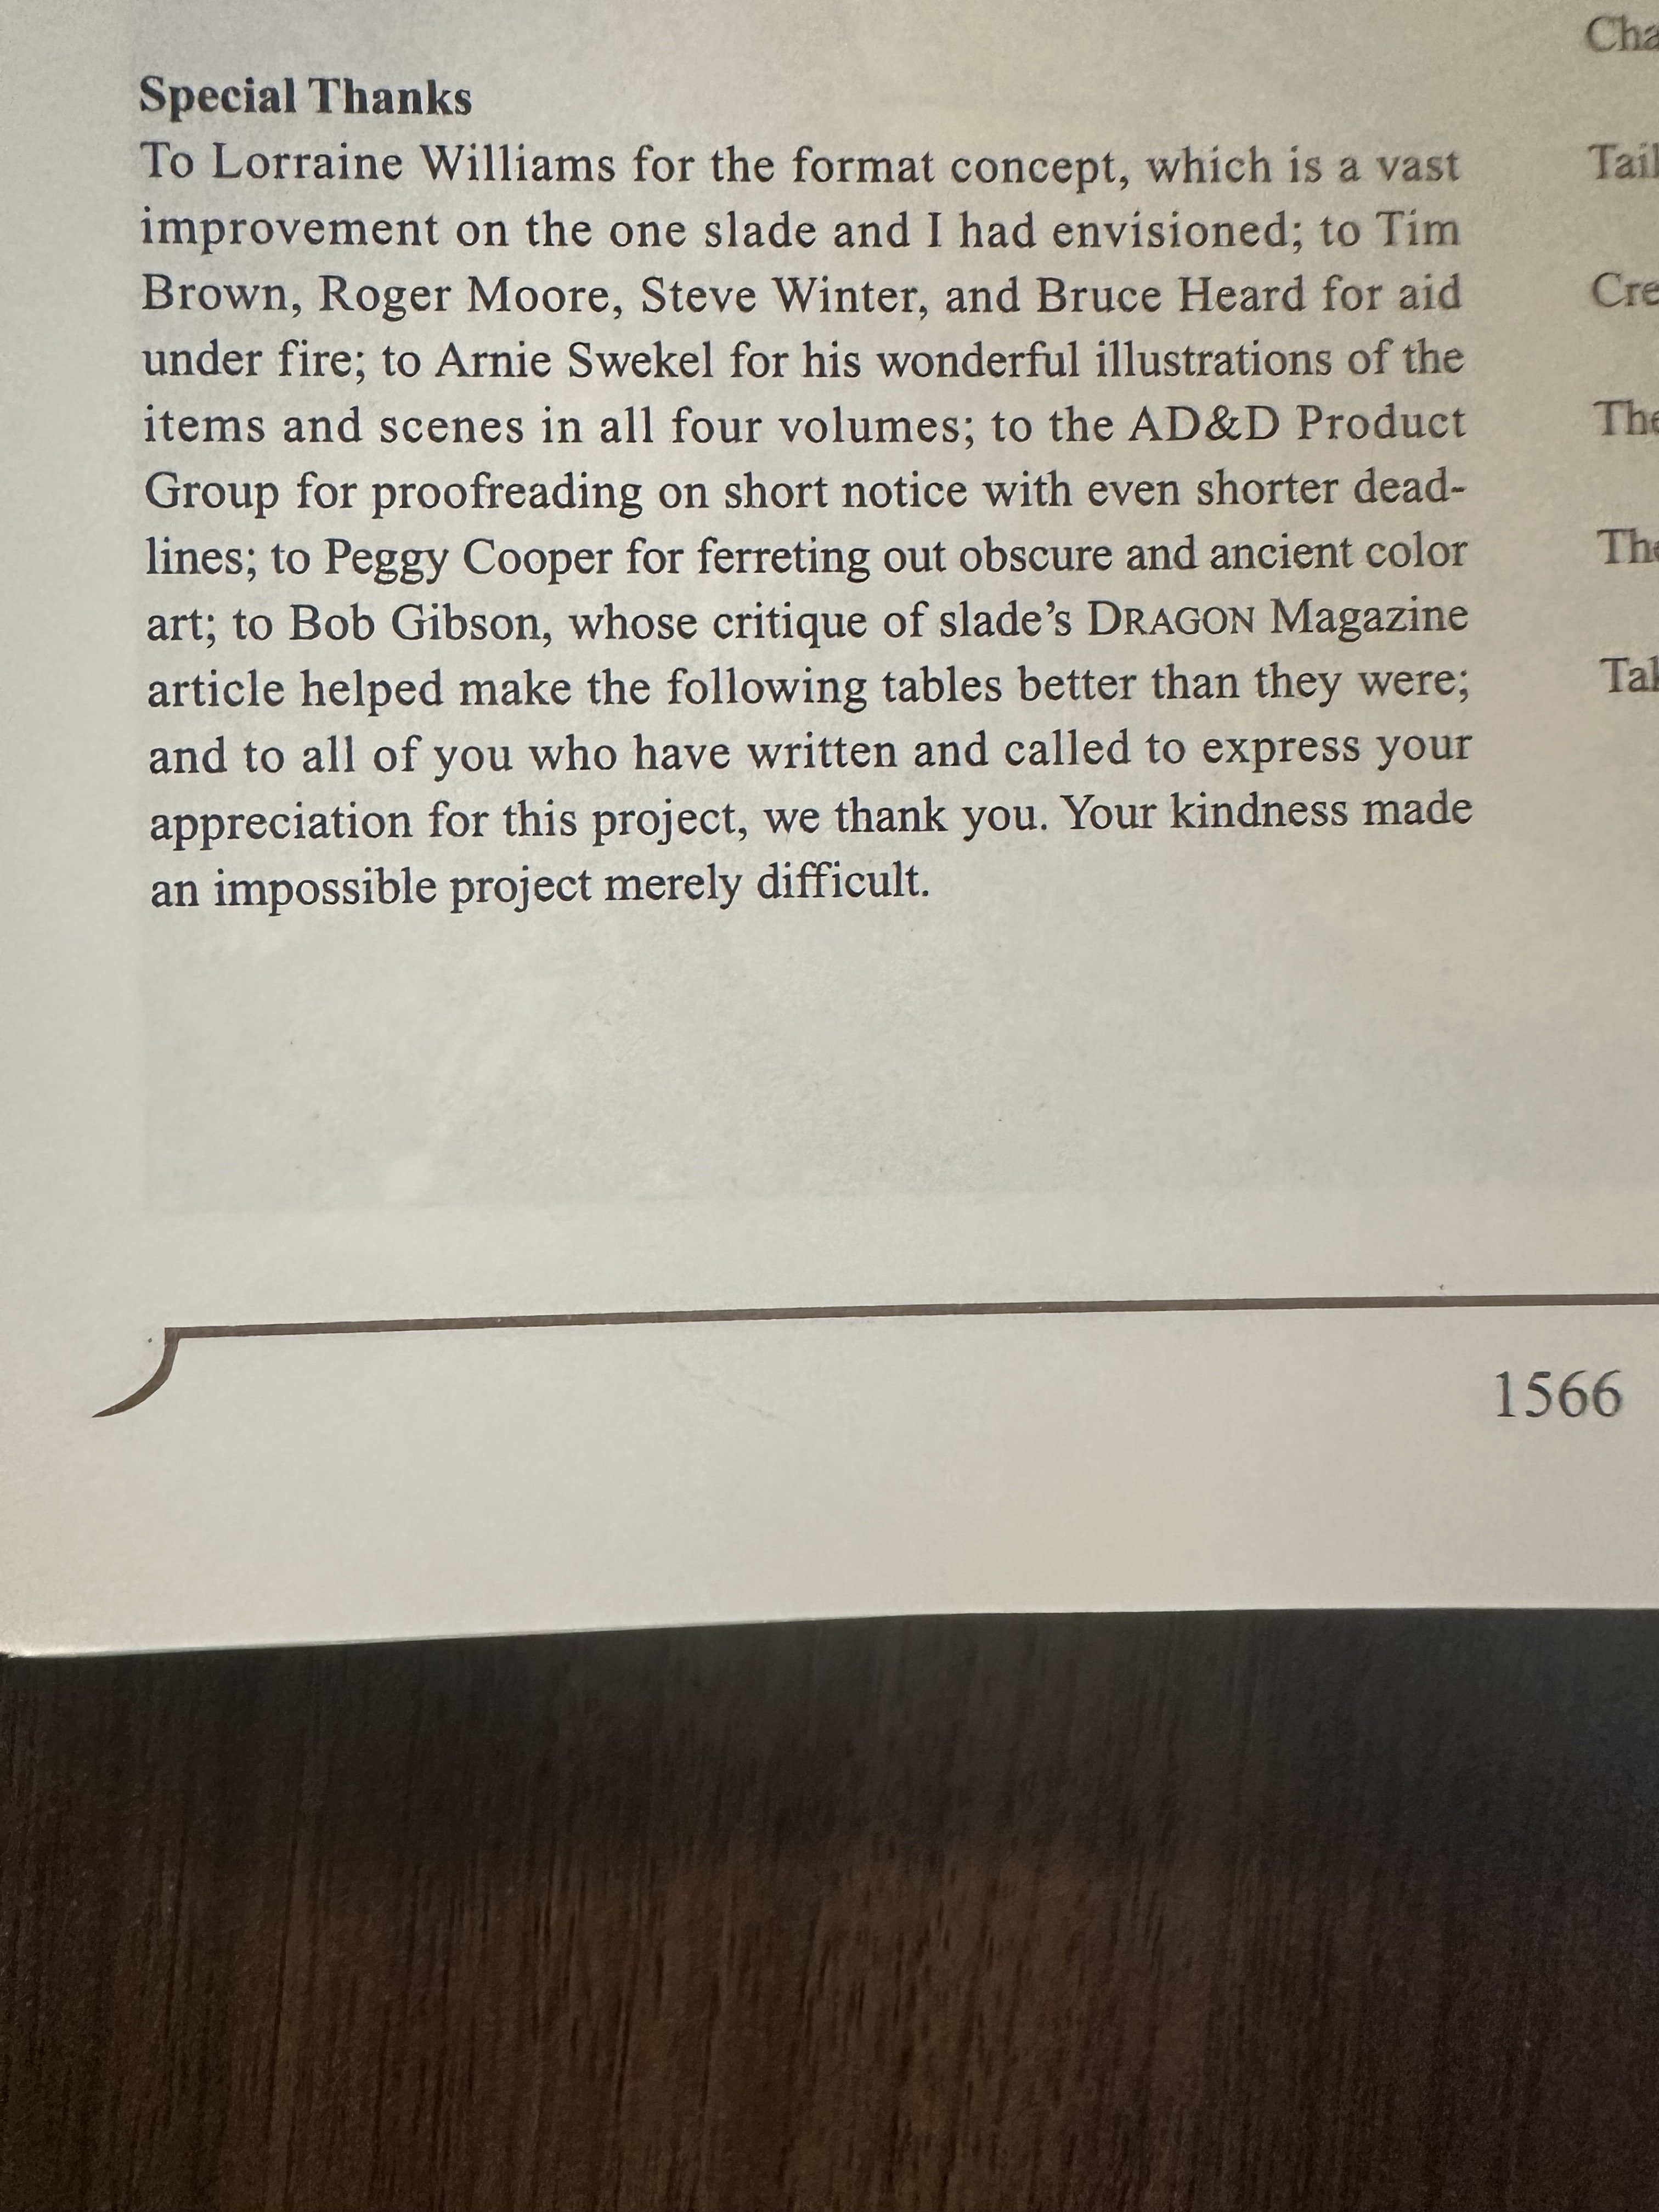 Special Thanks
To Lorraine Williams for the format concept, which is a vast
improvement on the one slade and I had envisioned; to Tim
Brown, Roger Moore, Steve Winter, and Bruce Heard for aid
under fire; to Arnie Swekel for his wonderful illustrations of the
items and scenes in all four volumes; to the AD&D Product
Group for proofreading on short notice with even shorter dead-
lines; to Peggy Cooper for ferreting out obscure and ancient color
art; to Bob Gibson, whose critique of slade's DRAGON Magazine
article helped make the following tables better than they were;
and to all of you who have written and called to express your
appreciation for this project, we thank you. Your kindness made
an impossible project merely difficult.
1566